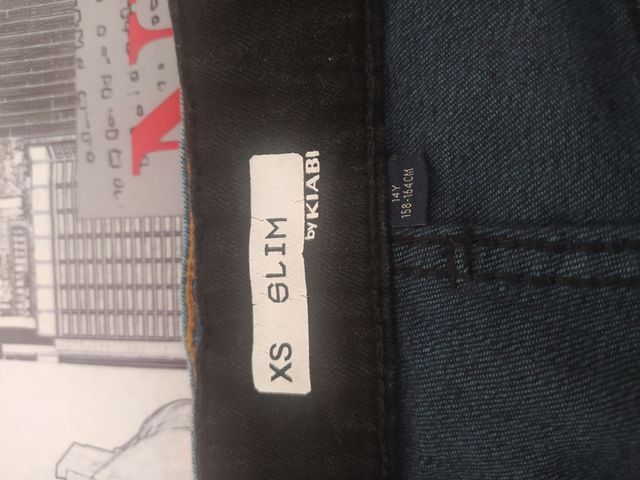 XS SLIM
by KIABI
14Y
158-164CM